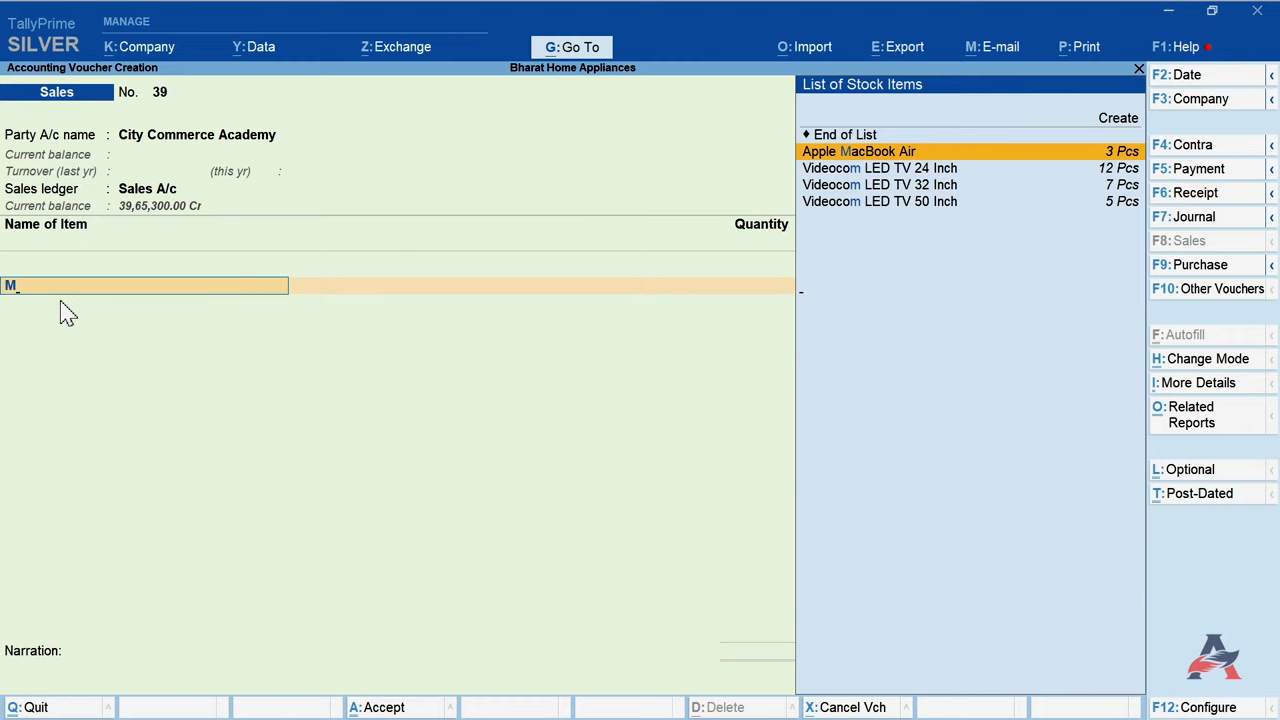 TallyPrime
SILVER
MANAGE
K:Company
Y:Data
Z:Exchange
G:Go To
O:Import
E:Export
M:E-mail
P:Print
F1:Help
Accounting Voucher Creation
Bharat Home Appliances
Sales No. 39
Party A/c name : City Commerce Academy
Current balance :
Turnover (last yr) : (this yr) :
Sales ledger : Sales A/c
Current balance : 39,65,300.00 Cr
Name of Item Quantity
M
Narration:
List of Stock Items
Create
♦ End of List
Apple MacBook Air 3 Pcs
Videocom LED TV 24 Inch 12 Pcs
Videocom LED TV 32 Inch 7 Pcs
Videocom LED TV 50 Inch 5 Pcs
F2:Date
F3:Company
F4:Contra
F5:Payment
F6:Receipt
F7:Journal
F8:Sales
F9:Purchase
F10:Other Vouchers
F:Autofill
H:Change Mode
I:More Details
O:Related
Reports
L:Optional
T:Post-Dated
Q:Quit
A:Accept
D:Delete
X:Cancel Vch
F12:Configure